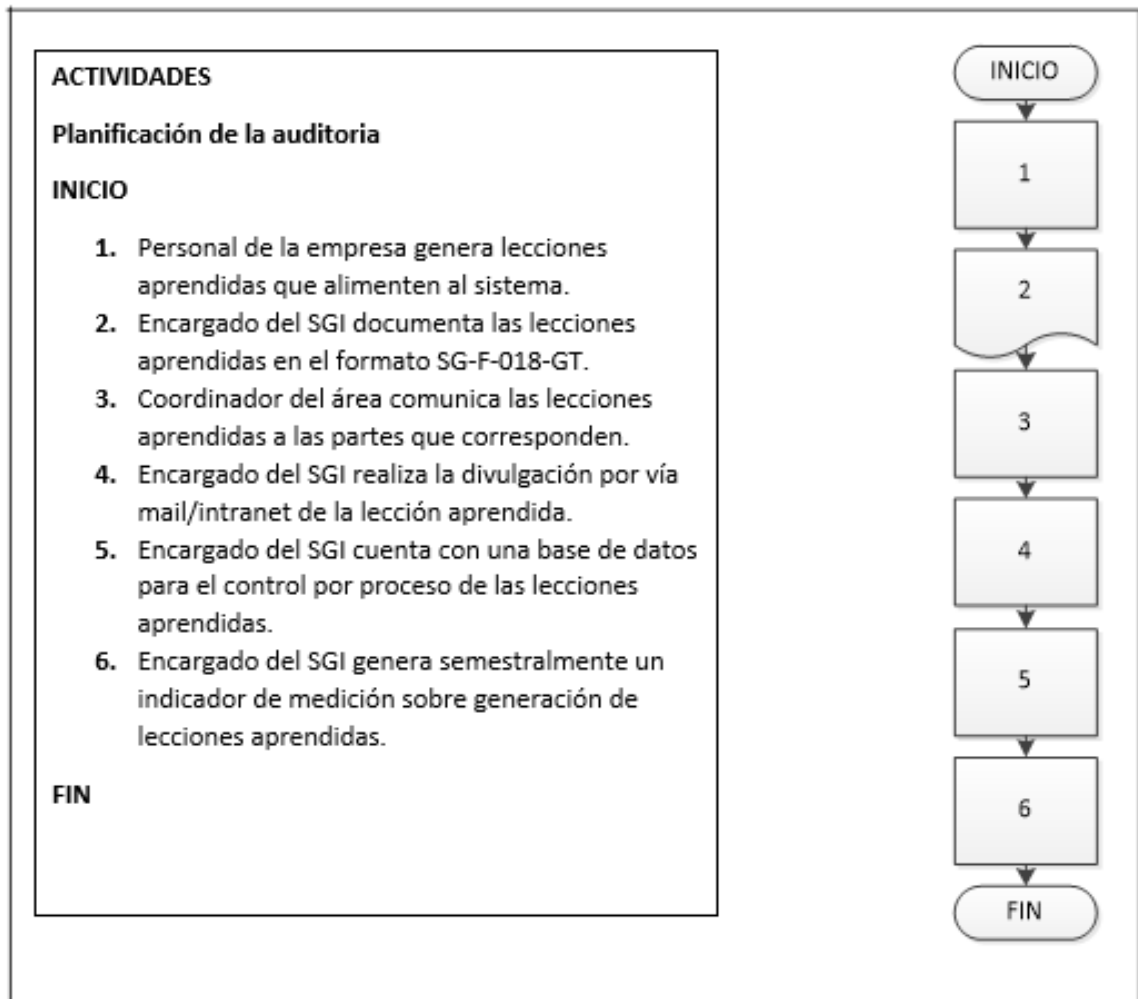 ACTIVIDADES
Planificación de la auditoria
INICIO
1. Personal de la empresa genera lecciones
aprendidas que alimenten al sistema.
2. Encargado del SGI documenta las lecciones
aprendidas en el formato SG-F-018-GT.
3. Coordinador del área comunica las lecciones
aprendidas a las partes que corresponden.
4. Encargado del SGI realiza la divulgación por vía
mail/intranet de la lección aprendida.
5. Encargado del SGI cuenta con una base de datos
para el control por proceso de las lecciones
aprendidas.
6. Encargado del SGI genera semestralmente un
indicador de medición sobre generación de
lecciones aprendidas.
FIN
INICIO
1
2
3
4
5
6
FIN